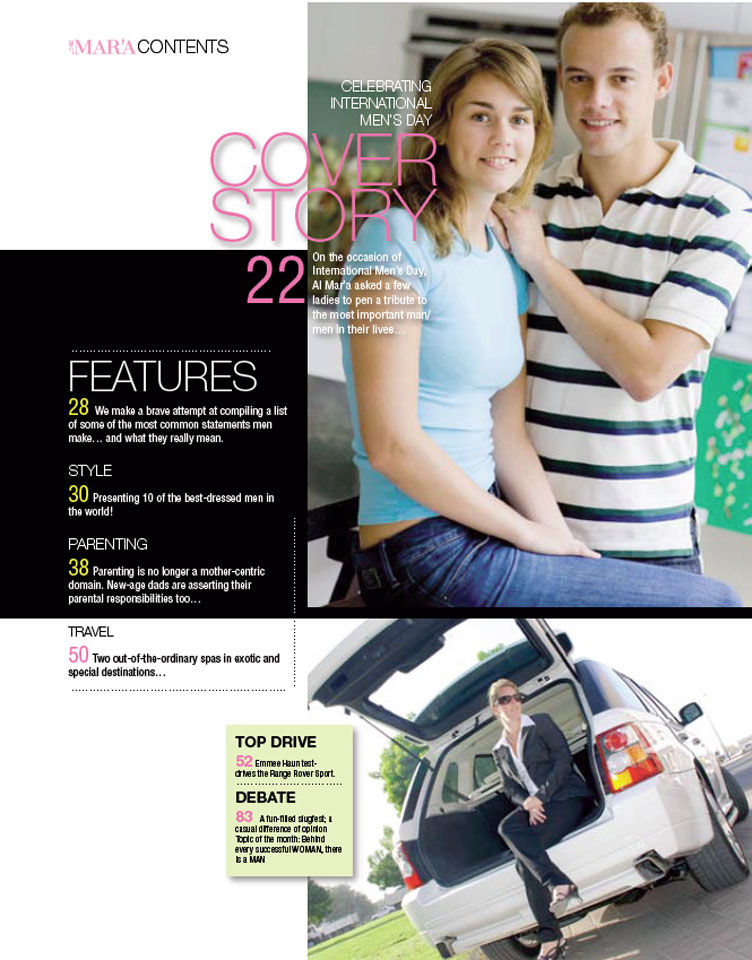 MAR'A CONTENTS
CELEBRATING
INTERNATIONAL
MEN'S DAY
COVER
STORY
22
On the occasion of
International Men's Day,
Al Mar'a asked a few
ladies to pen a tribute to
the most important man/
men in their lives…
FEATURES
28 We make a brave attempt at compiling a list
of some of the most common statements men
make… and what they really mean.
STYLE
30 Presenting 10 of the best-dressed men in
the world!
PARENTING
38 Parenting is no longer a mother-centric
domain. New-age dads are asserting their
parental responsibilities too…
TRAVEL
50 Two out-of-the-ordinary spas in exotic and
special destinations…
TOP DRIVE
52 Emmee Haun test-
drives the Range Rover Sport.
DEBATE
83 A fun-filled slugfest; a
casual difference of opinion
Topic of the month: Behind
every successful WOMAN, there
is a MAN